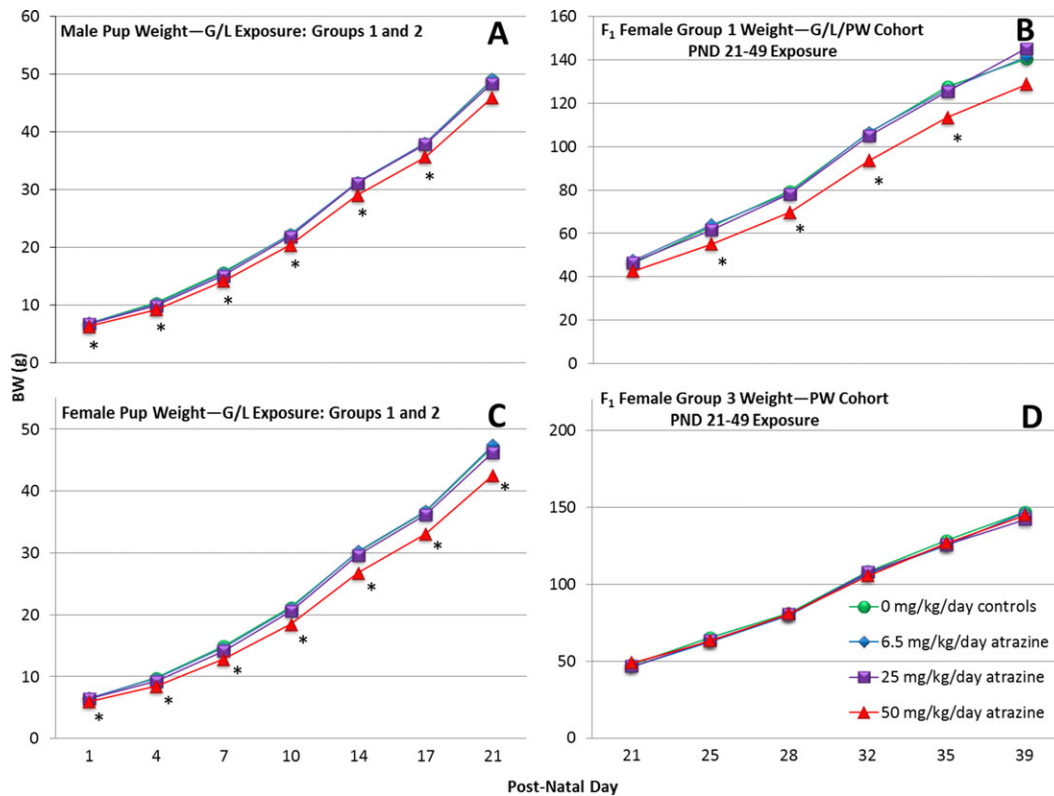 Male Pup Weight—G/L Exposure: Groups 1 and 2
A
60
50
40
30
20
10
0
* * * * * *
F₁ Female Group 1 Weight—G/L/PW Cohort
PND 21-49 Exposure
B
160
140
120
100
80
60
40
20
0
* * * *
BW (g)
Female Pup Weight—G/L Exposure: Groups 1 and 2
C
50
40
30
20
10
0
* * * * * * *
1 4 7 10 14 17 21
F₁ Female Group 3 Weight—PW Cohort
PND 21-49 Exposure
D
200
150
100
50
0
0 mg/kg/day controls
6.5 mg/kg/day atrazine
25 mg/kg/day atrazine
50 mg/kg/day atrazine
21 25 28 32 35 39
Post-Natal Day